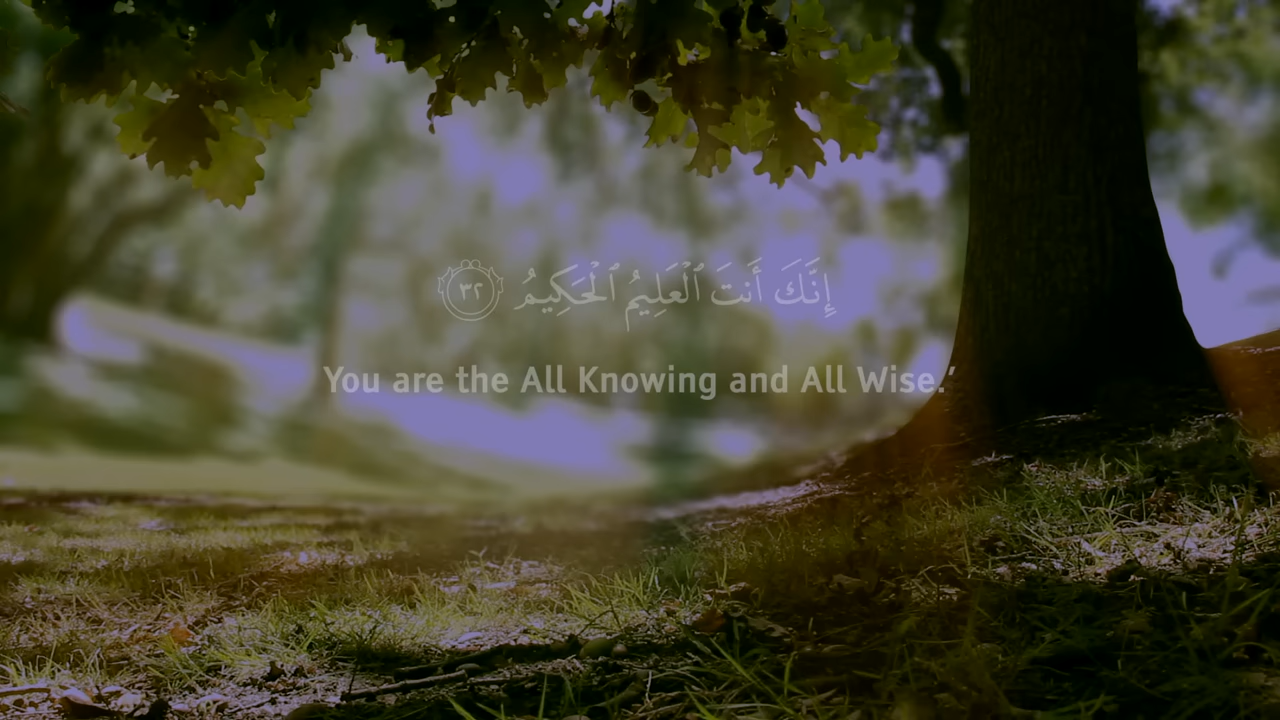 إِنَّكَ أَنتَ ٱلْعَلِيمُ ٱلْحَكِيمُ ٣٢
You are the All Knowing and All Wise.’